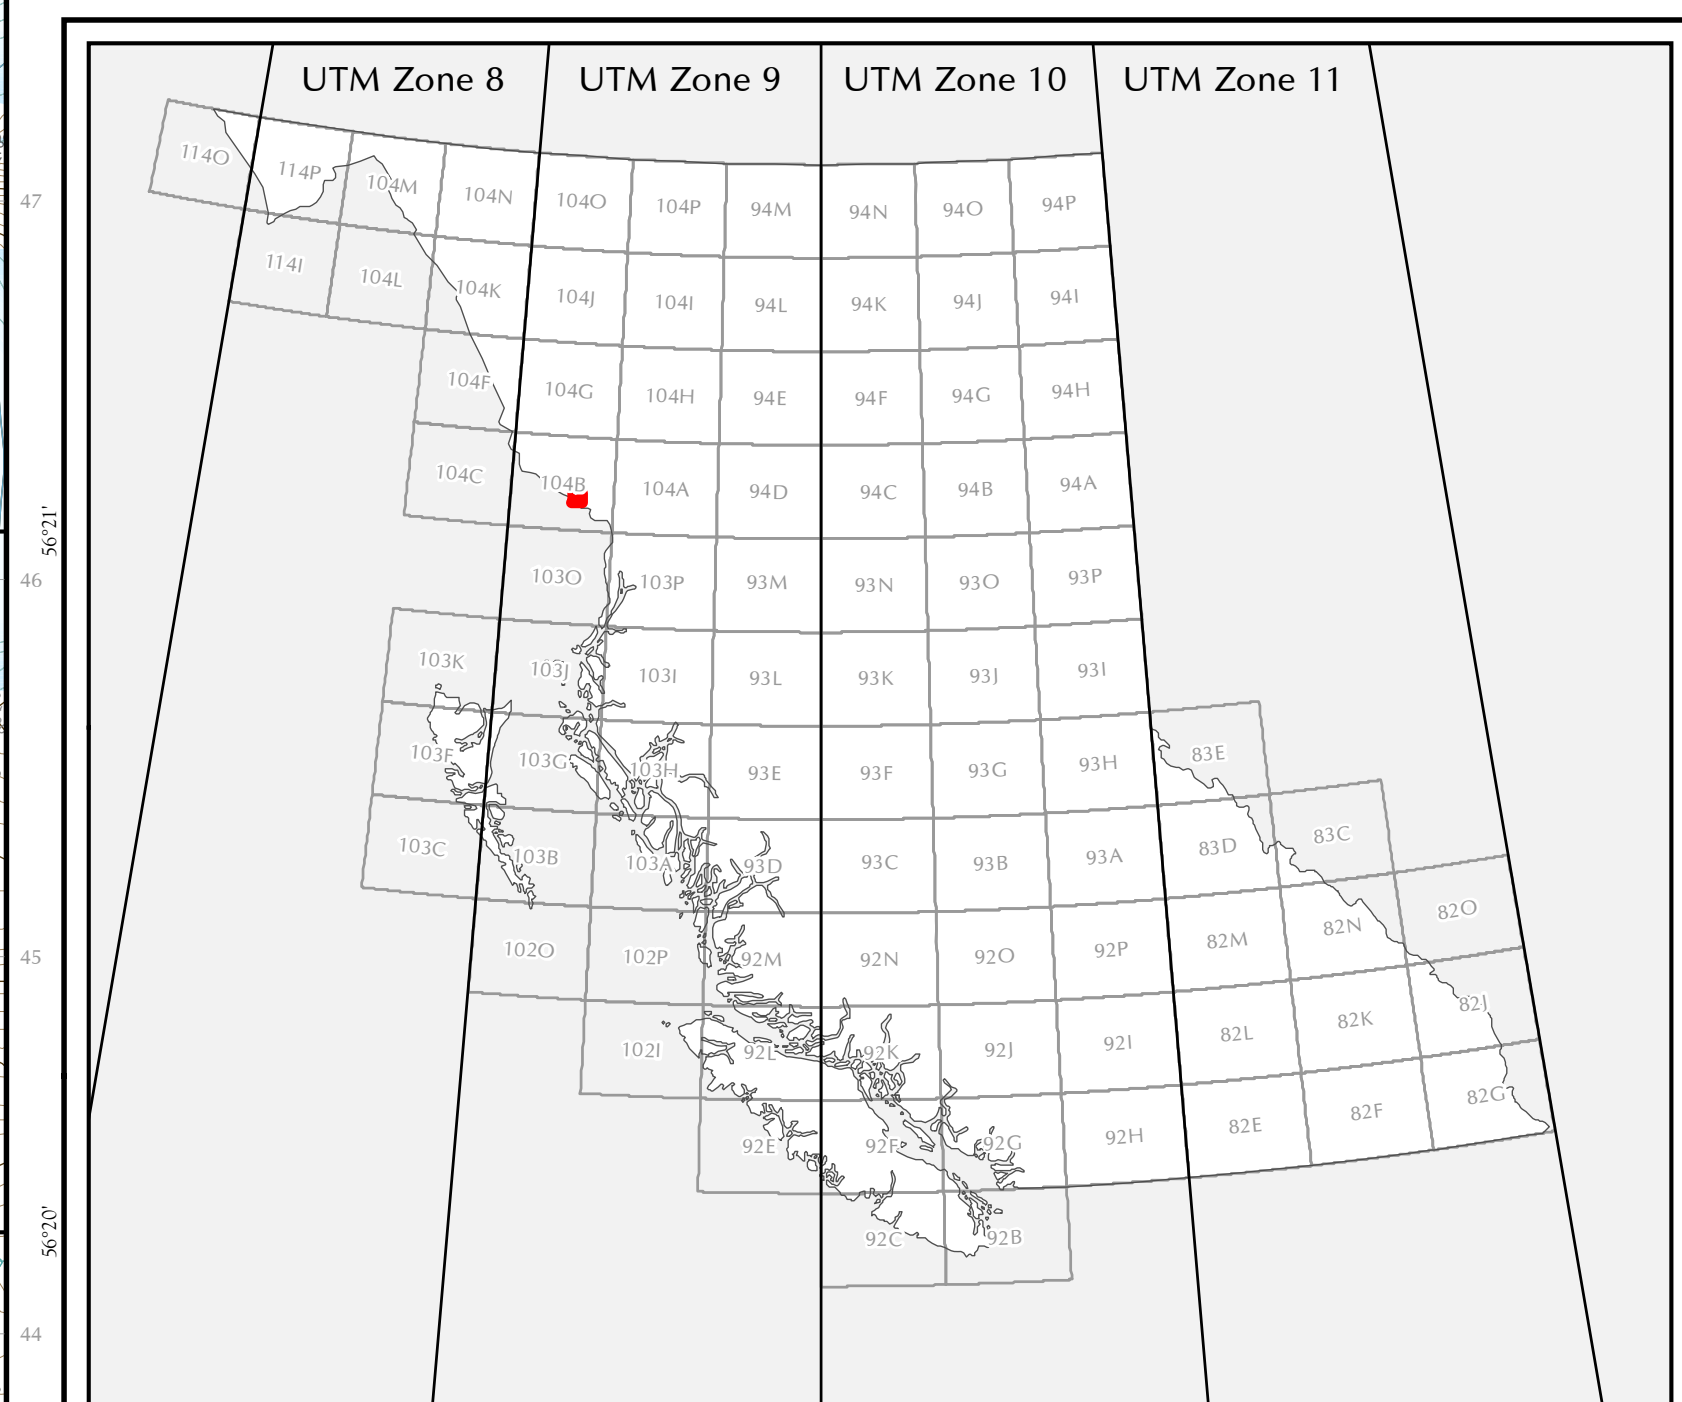 UTM Zone 8 UTM Zone 9 UTM Zone 10 UTM Zone 11
114O 114P 104M 104N 104O 104P 94M 94N 94O 94P
47
114I 104L 104K 104J 104I 94L 94K 94J 94I
104F 104G 104H 94E 94F 94G 94H
104C 104B 104A 94D 94C 94B 94A
56°21'
46
103O 103P 93M 93N 93O 93P
103K 103J 103I 93L 93K 93J 93I
103F 103G 103H 93E 93F 93G 93H 83E
103C 103B 103A 93D 93C 93B 93A 83D 83C
45
102O 102P 92M 92N 92O 92P 82M 82N 82O
102I 92L 92K 92J 92I 82L 82K 82J
92E 92F 92G 92H 82E 82F 82G
56°20'
92C 92B
44